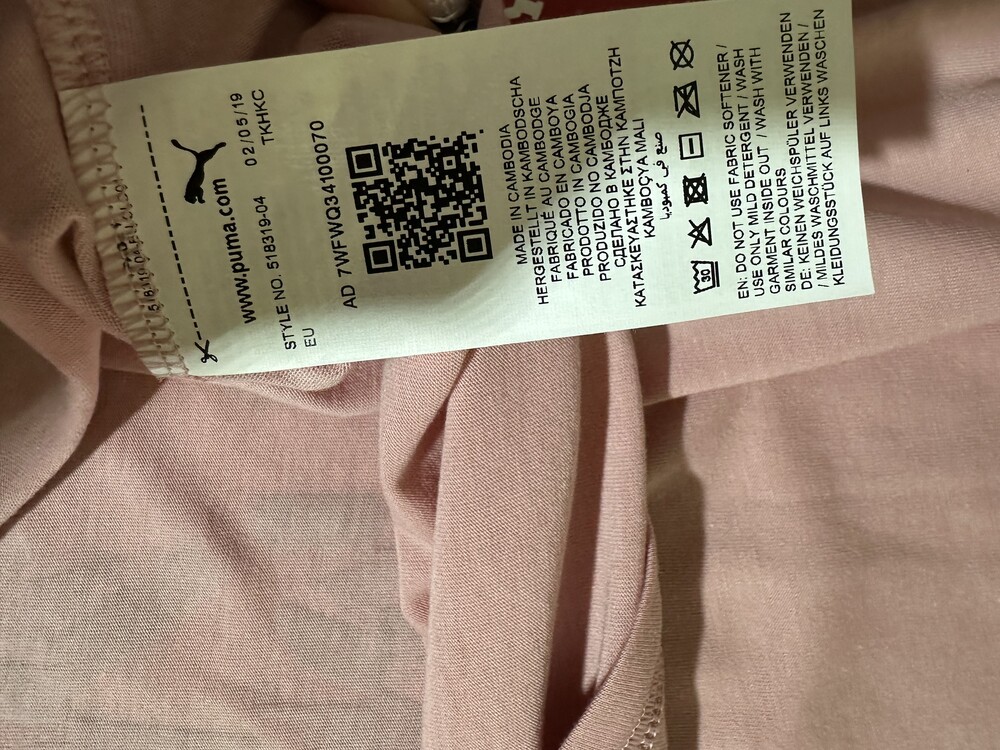 www.puma.com
STYLE NO. 518319-04 02/05/19
EU TKHKC
AD 7WFWQ34100070
MADE IN CAMBODIA
HERGESTELLT IN KAMBODSCHA
FABRIQUÉ AU CAMBODGE
FABRICADO EN CAMBOYA
PRODOTTO IN CAMBOGIA
PRODUZIDO NO CAMBODJA
СДЕЛАНО В КАМБОДЖЕ
ΚΑΤΑΣΚΕΥΑΣΤΗΚΕ ΣΤΗΝ ΚΑΜΠΟΤΖΗ
KAMBOÇYA MALI
صنع في كمبوديا
30
EN: DO NOT USE FABRIC SOFTENER /
USE ONLY MILD DETERGENT / WASH
GARMENT INSIDE OUT / WASH WITH
SIMILAR COLOURS
DE: KEINEN WEICHSPÜLER VERWENDEN
/ MILDES WASCHMITTEL VERWENDEN /
KLEIDUNGSSTÜCK AUF LINKS WASCHEN